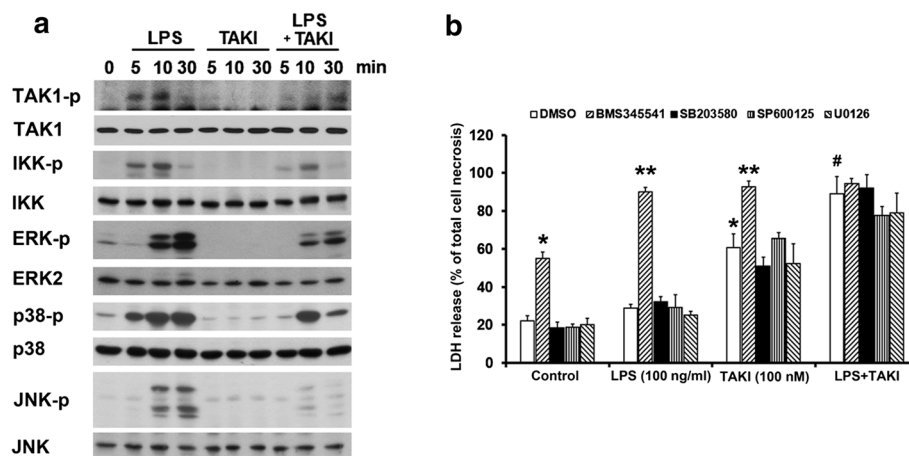 a
LPS TAKI LPS + TAKI
0 5 10 30 5 10 30 5 10 30 min
TAK1-p
TAK1
IKK-p
IKK
ERK-p
ERK2
p38-p
p38
JNK-p
JNK
b
DMSO BMS345541 SB203580 SP600125 U0126
LDH release (% of total cell necrosis)
120
100
80
60
40
20
0
* ** * ** #
Control LPS (100 ng/ml) TAKI (100 nM) LPS+TAKI